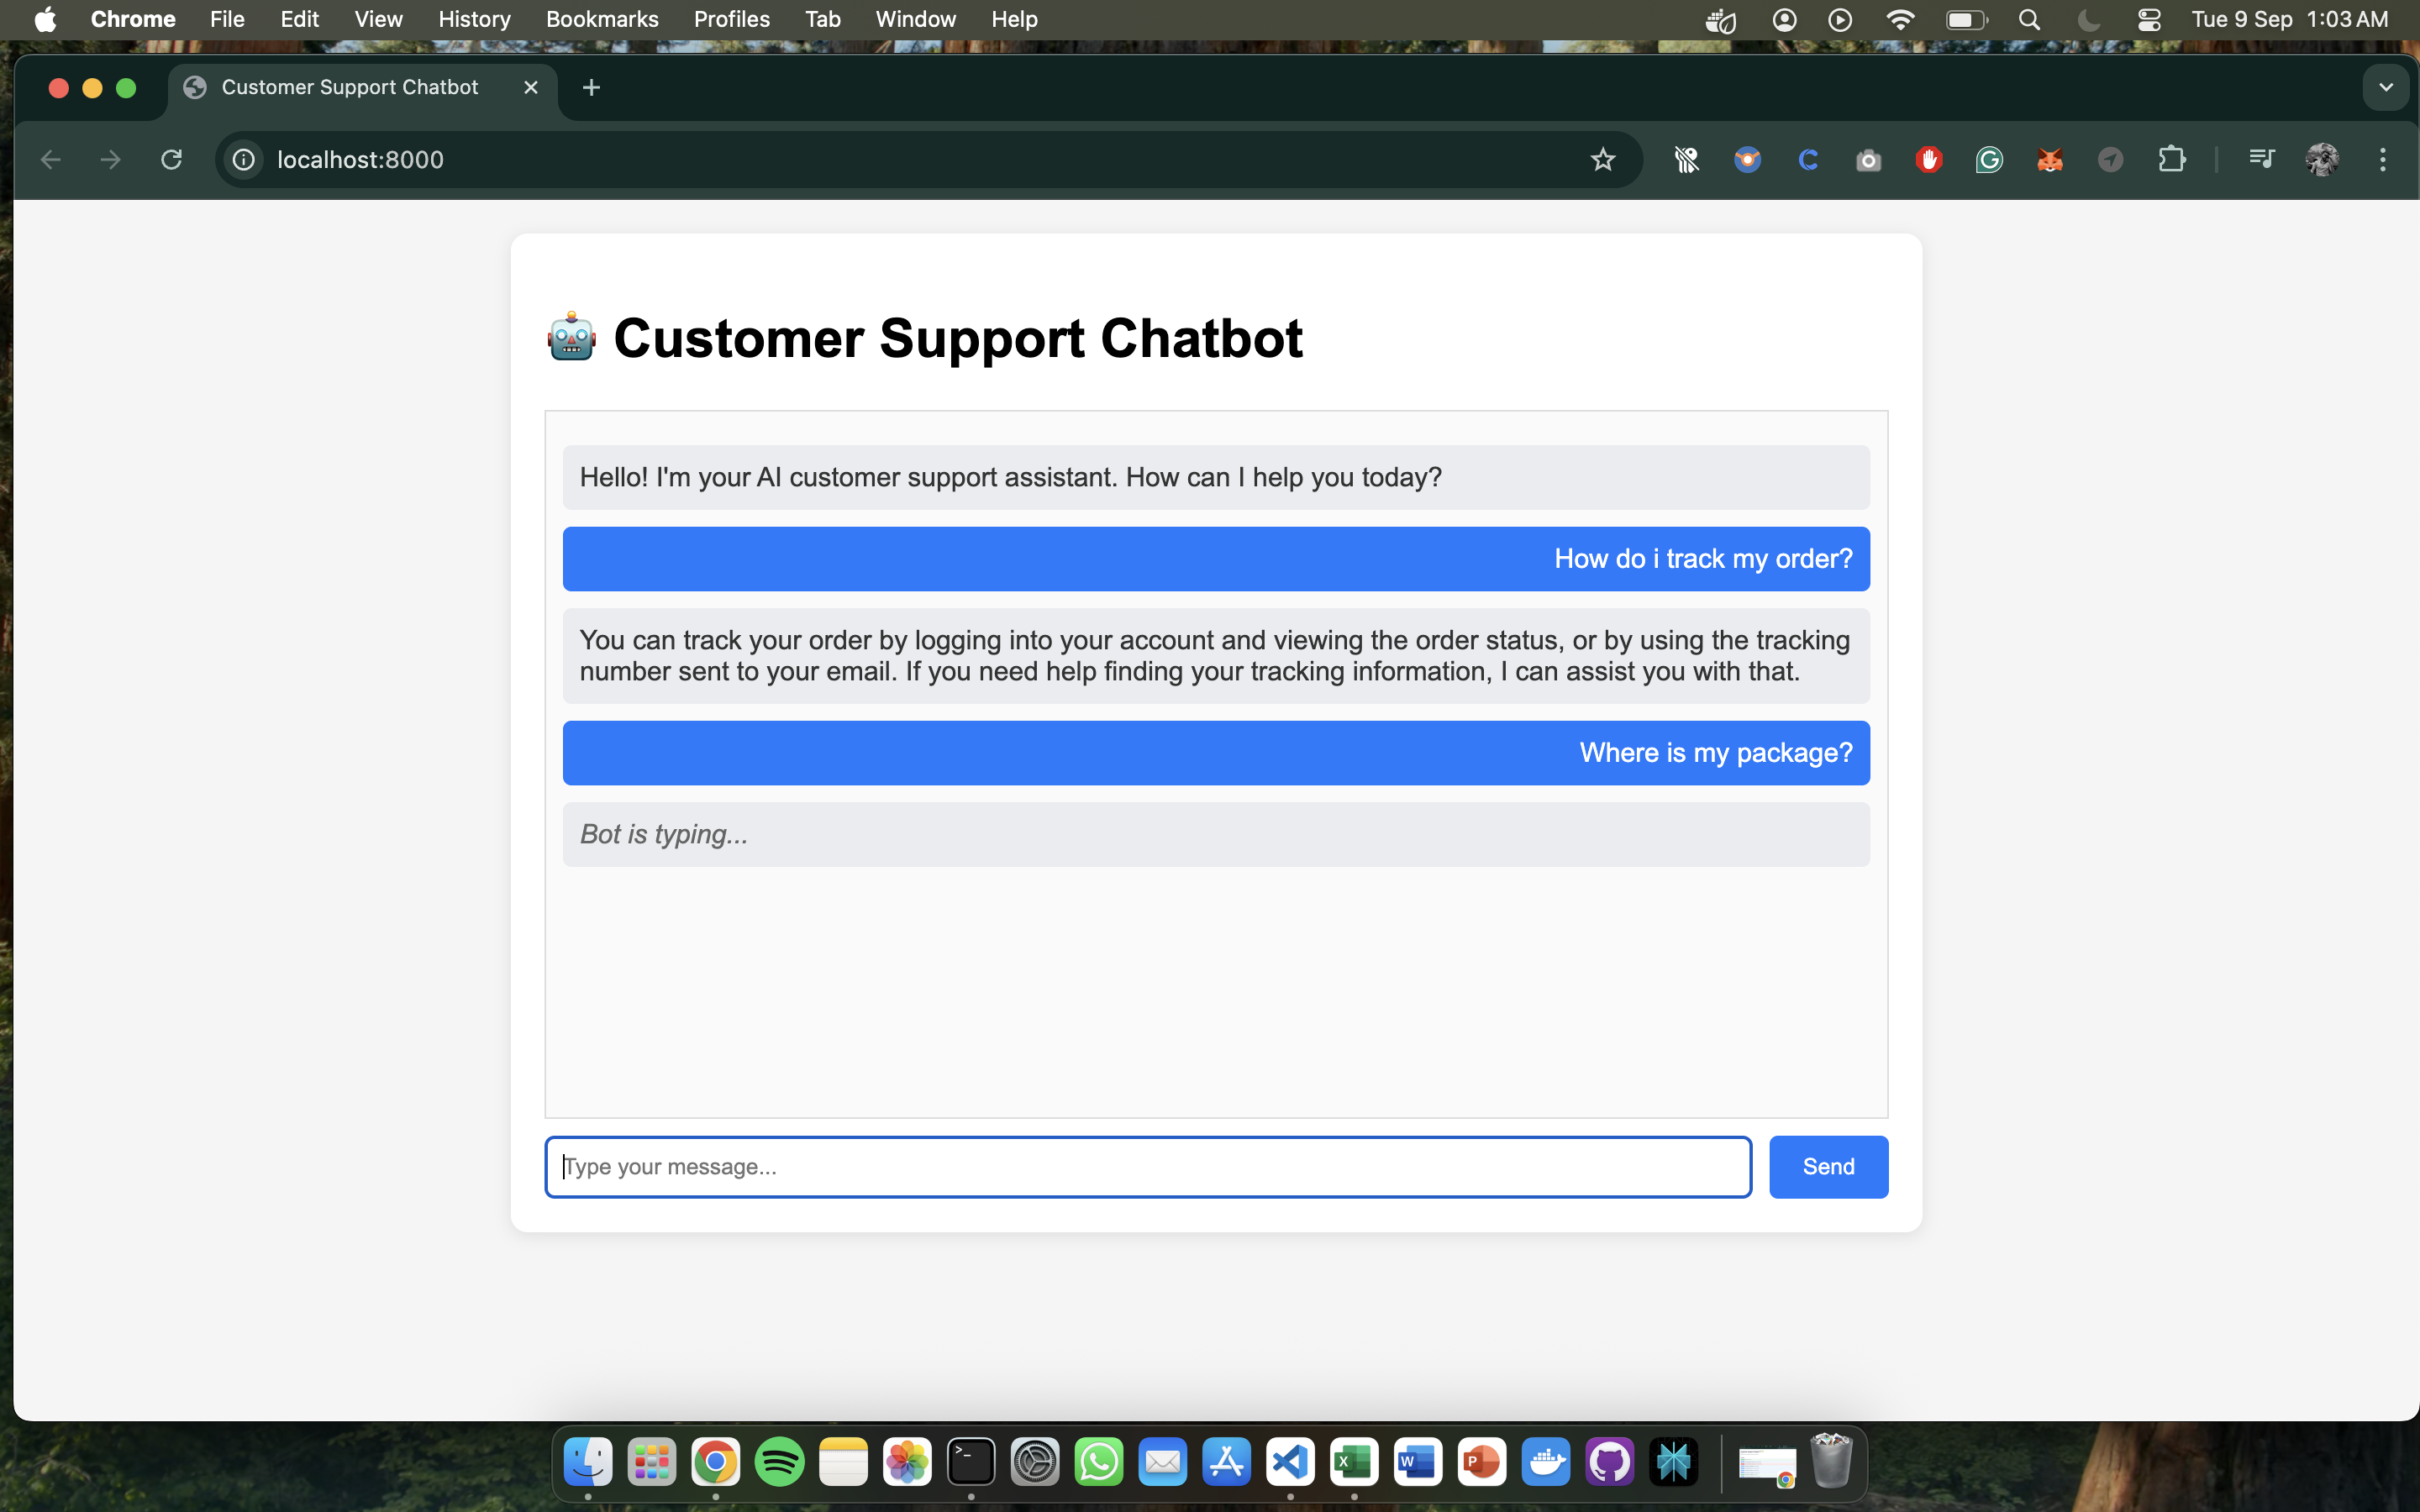 Chrome File Edit View History Bookmarks Profiles Tab Window Help Tue 9 Sep 1:03 AM
Customer Support Chatbot
localhost:8000
Customer Support Chatbot
Hello! I'm your AI customer support assistant. How can I help you today?
How do i track my order?
You can track your order by logging into your account and viewing the order status, or by using the tracking
number sent to your email. If you need help finding your tracking information, I can assist you with that.
Where is my package?
Bot is typing...
Type your message...
Send